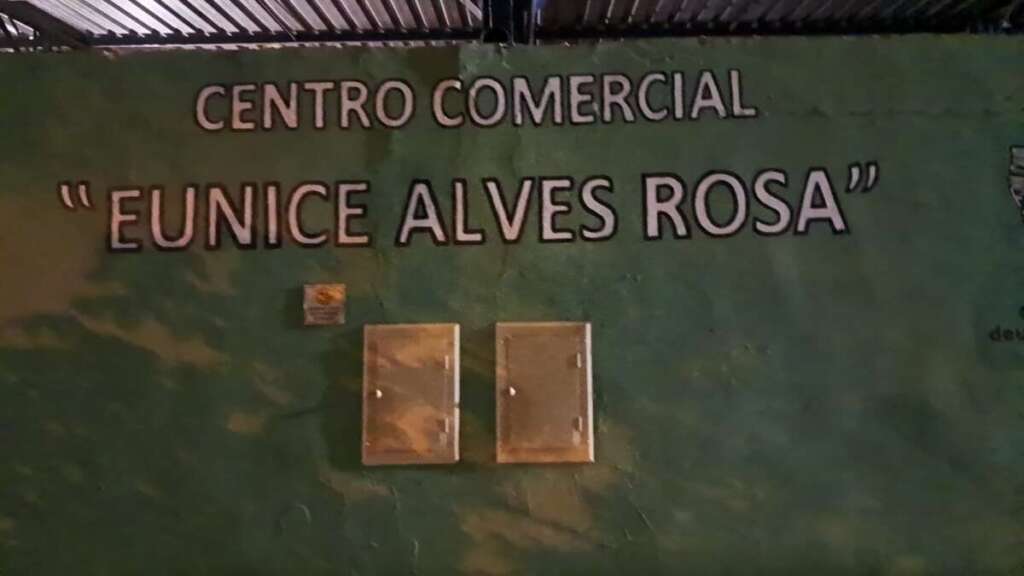 CENTRO COMERCIAL
"EUNICE ALVES ROSA"